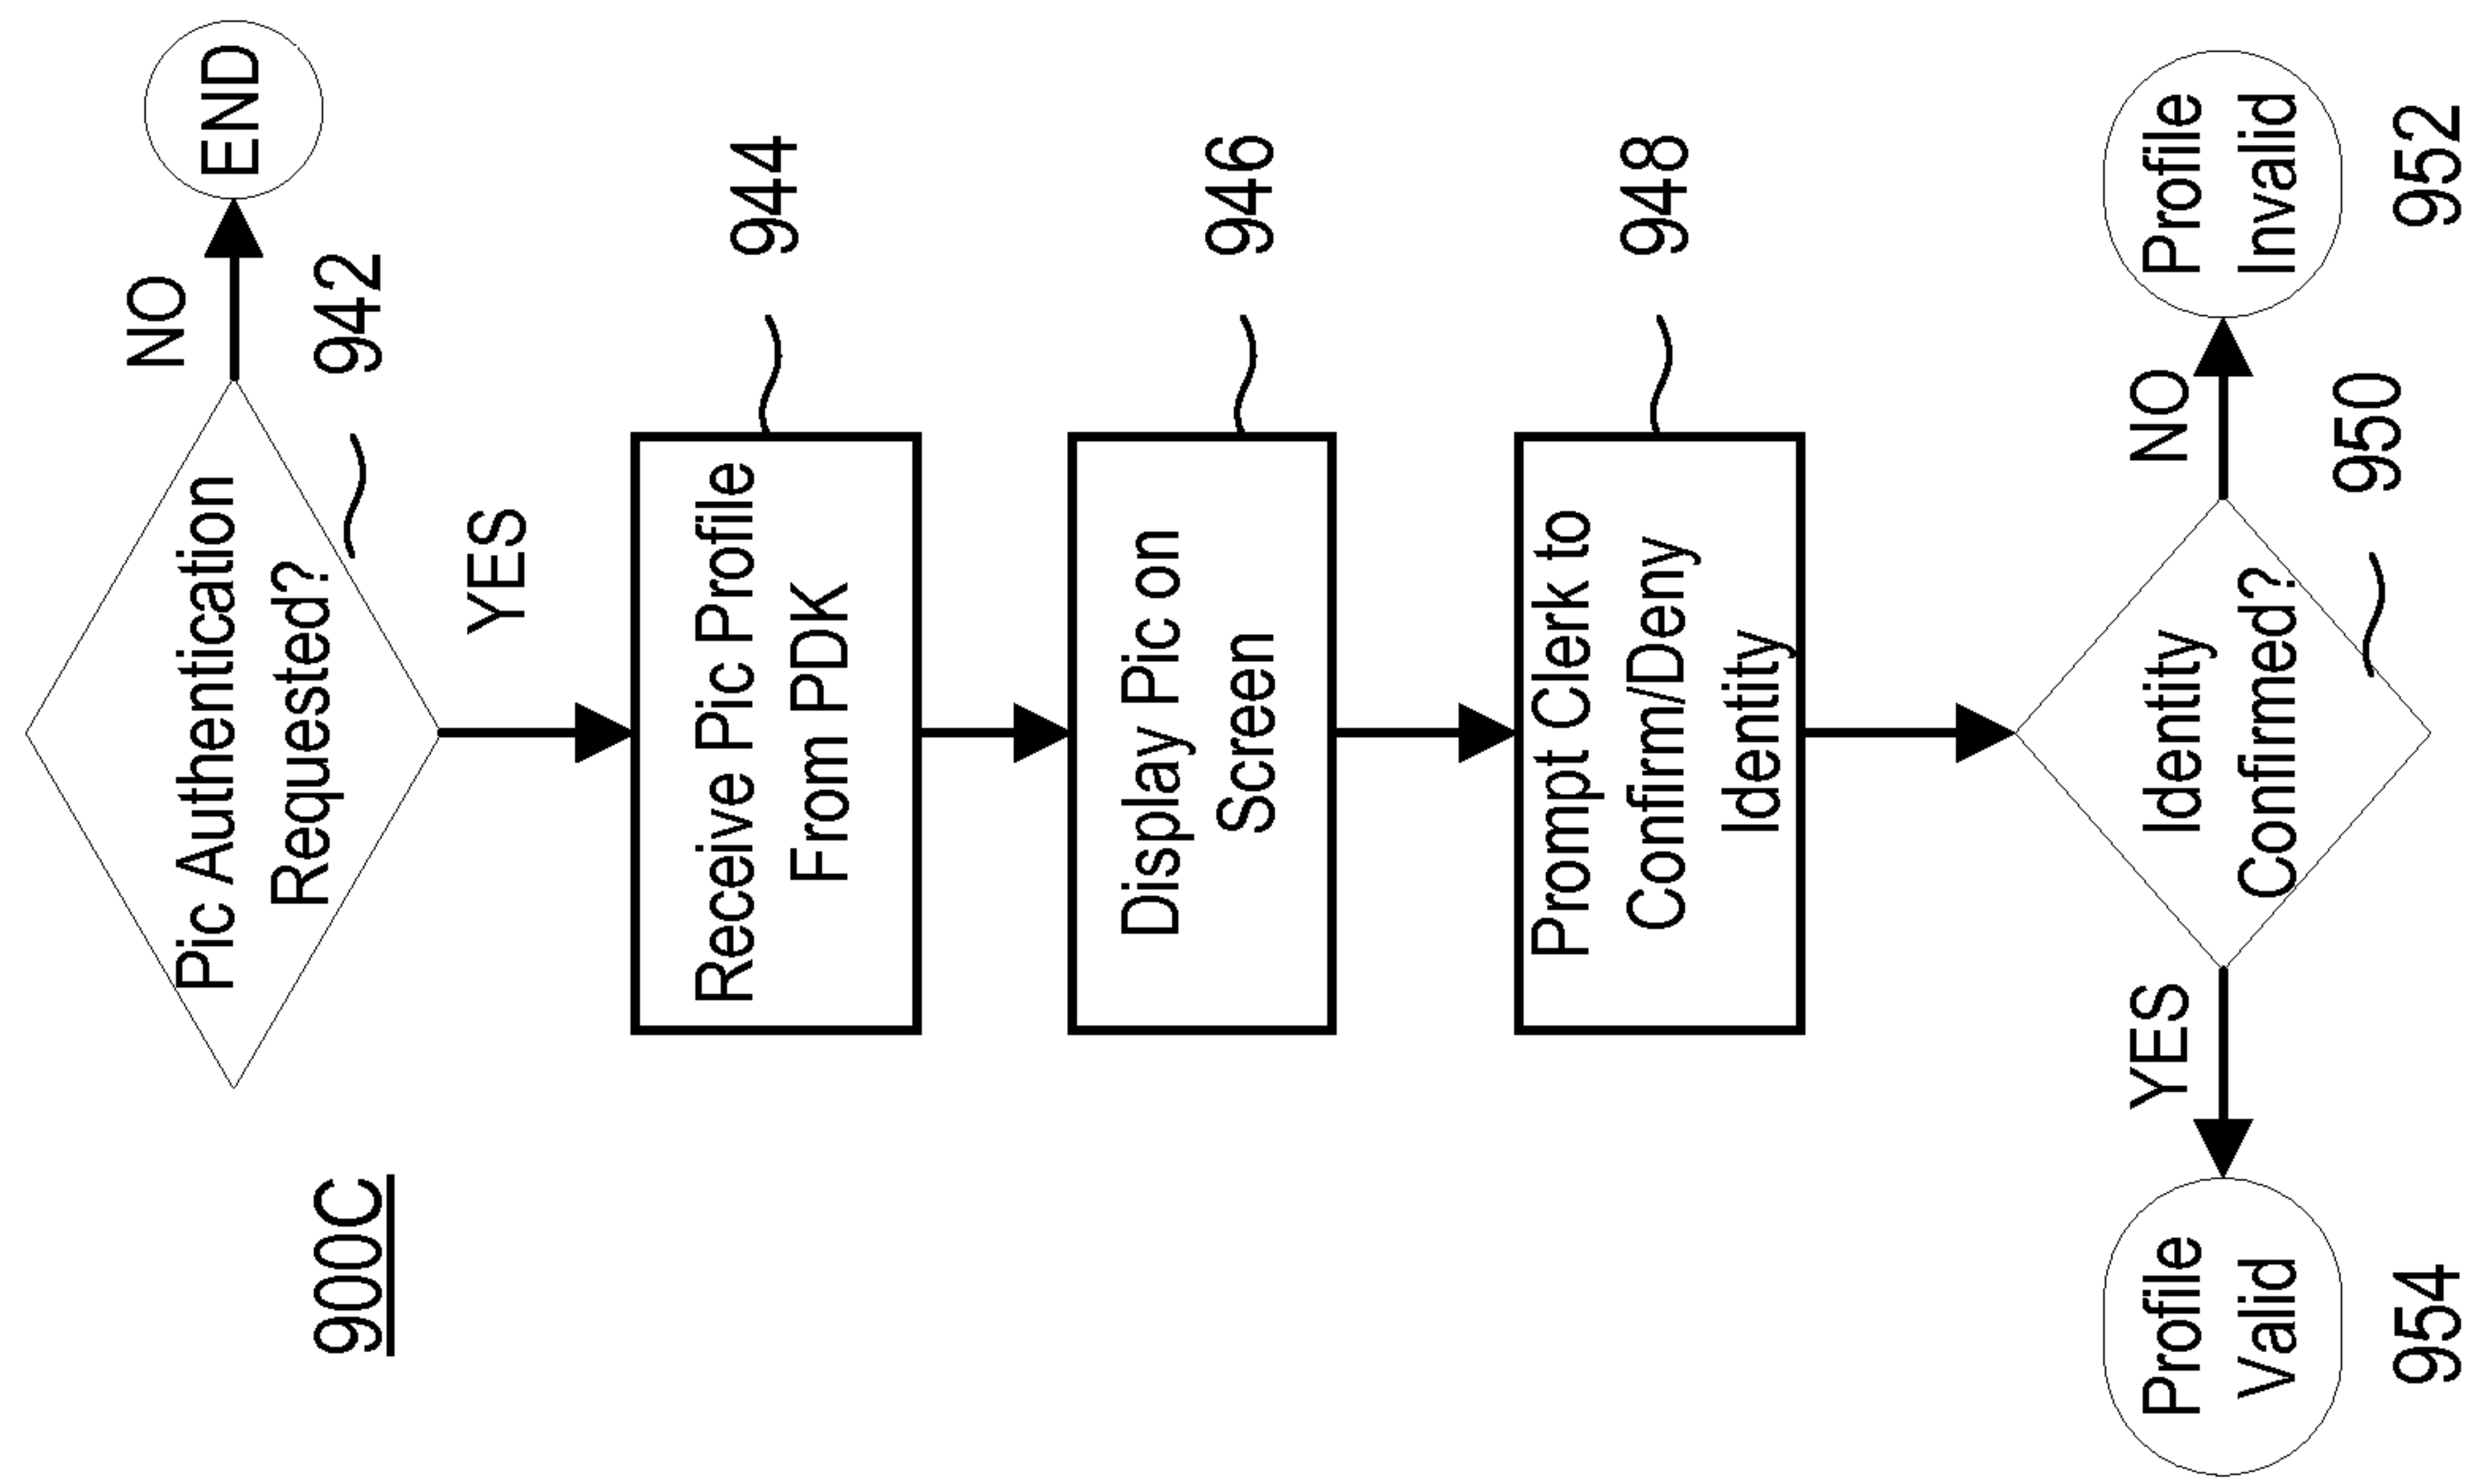 900C
Pic Authentication
Requested?
942
NO
END
YES
Receive Pic Profile
From PDK
944
Display Pic on
Screen
946
Prompt Clerk to
Confirm/Deny
Identity
948
Identity
Confirmed?
950
NO
Profile
Invalid
952
YES
Profile
Valid
954